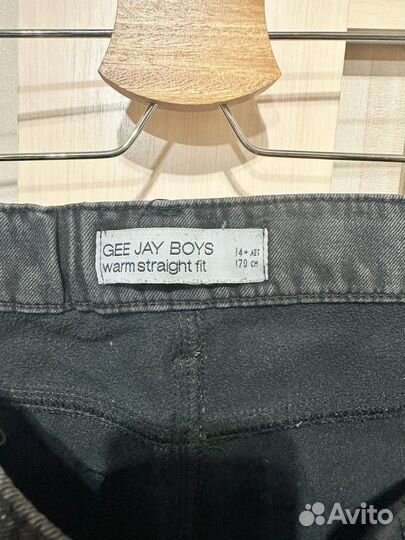 GEE JAY BOYS
warm straight fit
14+ ЛЕТ
170 СМ
Avito